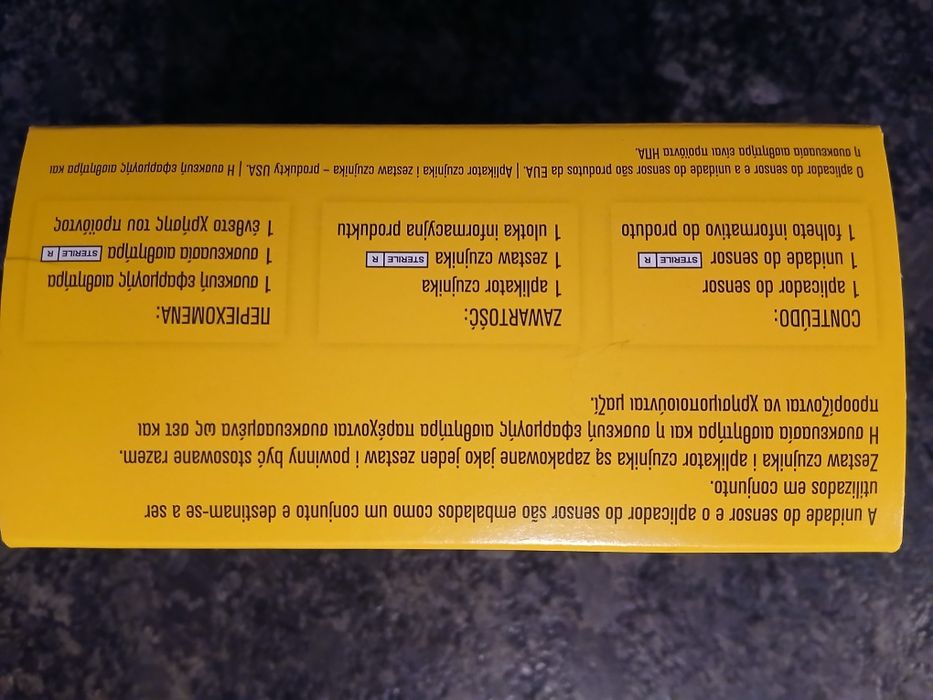 A unidade do sensor e o aplicador do sensor são embalados como um conjunto e destinam-se a ser
utilizados em conjunto.
Zestaw czujnika i aplikator czujnika są zapakowane jako jeden zestaw i powinny być stosowane razem.
Η συσκευασία αισθητήρα και η συσκευή εφαρμογής αισθητήρα παρέχονται συσκευασμένα ως σετ και
προορίζονται να χρησιμοποιούνται μαζί.
CONTEÚDO:
1 aplicador do sensor
1 unidade do sensor STERILE R
1 folheto informativo do produto
ZAWARTOŚĆ:
1 aplikator czujnika
1 zestaw czujnika STERILE R
1 ulotka informacyjna produktu
ΠΕΡΙΕΧΟΜΕΝΑ:
1 συσκευή εφαρμογής αισθητήρα
1 συσκευασία αισθητήρα STERILE R
1 ένθετο χρήσης του προϊόντος
O aplicador do sensor e a unidade do sensor são produtos da EUA. | Aplikator czujnika i zestaw czujnika – produkty USA. | Η συσκευή εφαρμογής αισθητήρα και
η συσκευασία αισθητήρα είναι προϊόντα ΗΠΑ.